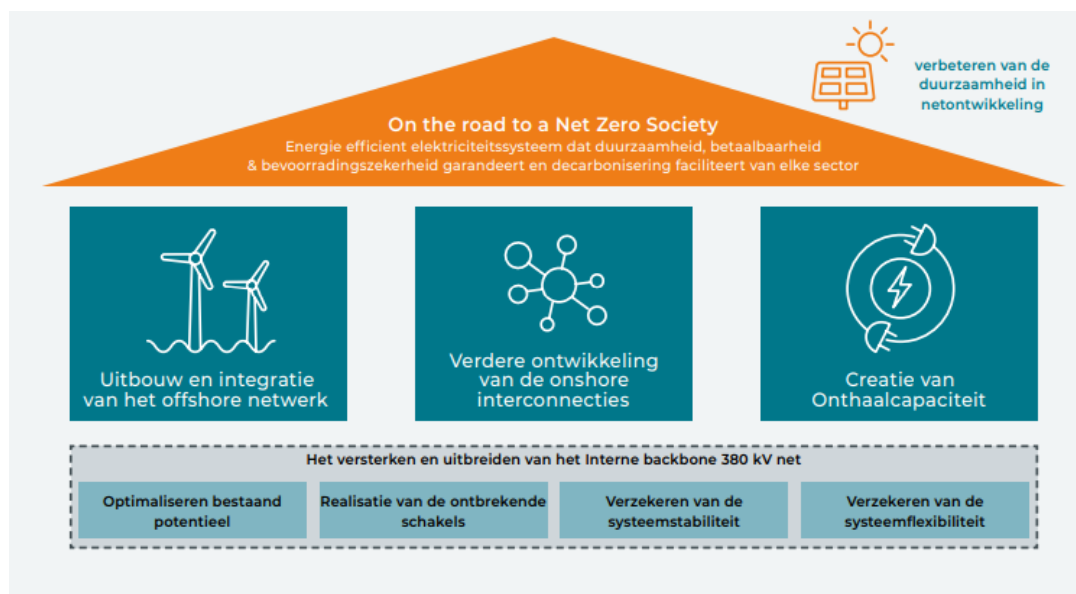 verbeteren van de
duurzaamheid in
netontwikkeling
On the road to a Net Zero Society
Energie efficient elektriciteitssysteem dat duurzaamheid, betaalbaarheid
& bevoorradingszekerheid garandeert en decarbonisering faciliteert van elke sector
Uitbouw en integratie
van het offshore netwerk
Verdere ontwikkeling
van de onshore
interconnecties
Creatie van
Onthaalcapaciteit
Het versterken en uitbreiden van het Interne backbone 380 kV net
Optimaliseren bestaand
potentieel
Realisatie van de ontbrekende
schakels
Verzekeren van de
systeemstabiliteit
Verzekeren van de
systeemflexibiliteit